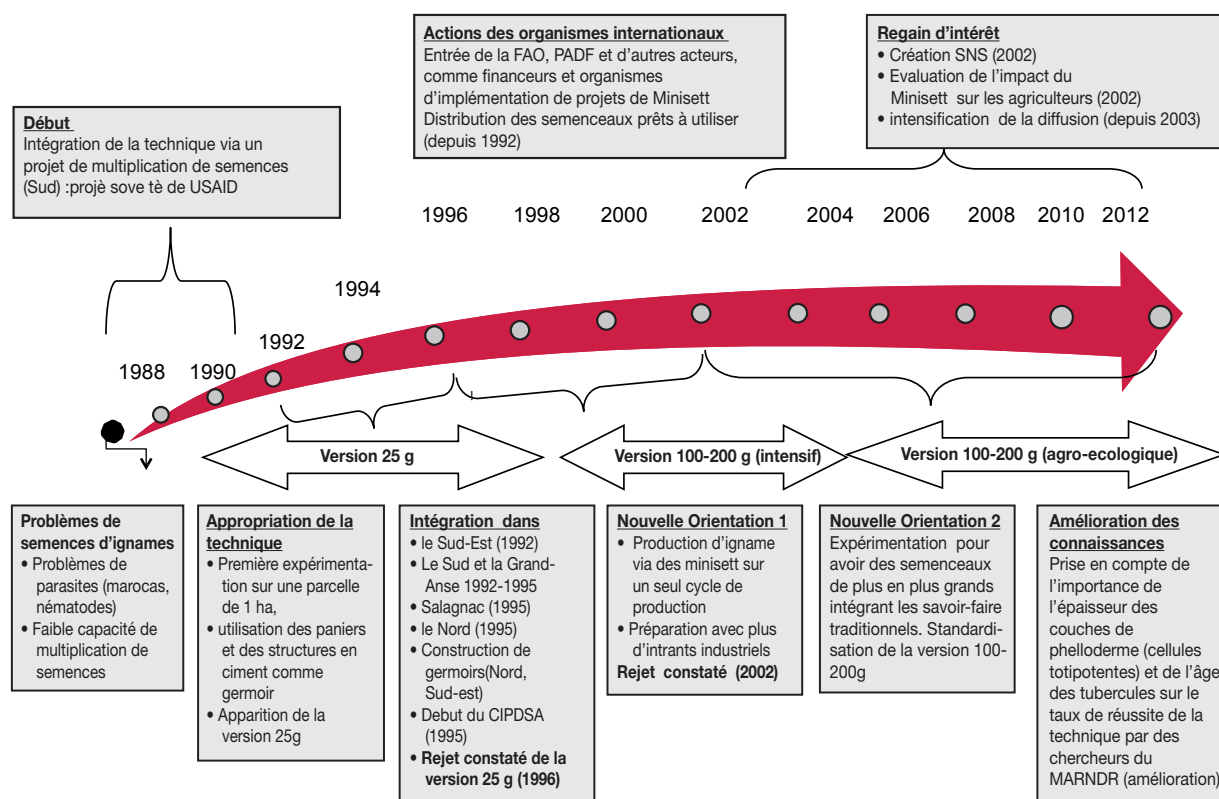 Actions des organismes internationaux
Entrée de la FAO, PADF et d'autres acteurs,
comme financeurs et organismes
d'implémentation de projets de Minisett
Distribution des semenceaux prêts à utiliser
(depuis 1992)
Regain d'intérêt
• Création SNS (2002)
• Evaluation de l'impact du
Minisett sur les agriculteurs (2002)
• intensification de la diffusion (depuis 2003)
Début
Intégration de la technique via un
projet de multiplication de semences
(Sud) :projè sove tè de USAID
1988
1990
1992
1994
1996
1998
2000
2002
2004
2006
2008
2010
2012
Version 25 g
Version 100-200 g (intensif)
Version 100-200 g (agro-ecologique)
Problèmes de
semences d'ignames
• Problèmes de
parasites (marocas,
nématodes)
• Faible capacité de
multiplication de
semences
Appropriation de la
technique
• Première expérimenta-
tion sur une parcelle
de 1 ha,
• utilisation des paniers
et des structures en
ciment comme
germoir
• Apparition de la
version 25g
Intégration dans
• le Sud-Est (1992)
• Le Sud et la Grand-
Anse 1992-1995
• Salagnac (1995)
• le Nord (1995)
• Construction de
germoirs(Nord,
Sud-est)
• Debut du CIPDSA
(1995)
• Rejet constaté de la
version 25 g (1996)
Nouvelle Orientation 1
• Production d'igname
via des minisett sur
un seul cycle de
production
• Préparation avec plus
d'intrants industriels
Rejet constaté (2002)
Nouvelle Orientation 2
Expérimentation pour
avoir des semenceaux
de plus en plus grands
intégrant les savoir-faire
traditionnels. Standardi-
sation de la version 100-
200g
Amélioration des
connaissances
Prise en compte de
l'importance de
l'épaisseur des
couches de
phelloderme (cellules
totipotentes) et de l'âge
des tubercules sur le
taux de réussite de la
technique par des
chercheurs du
MARNDR (amélioration)